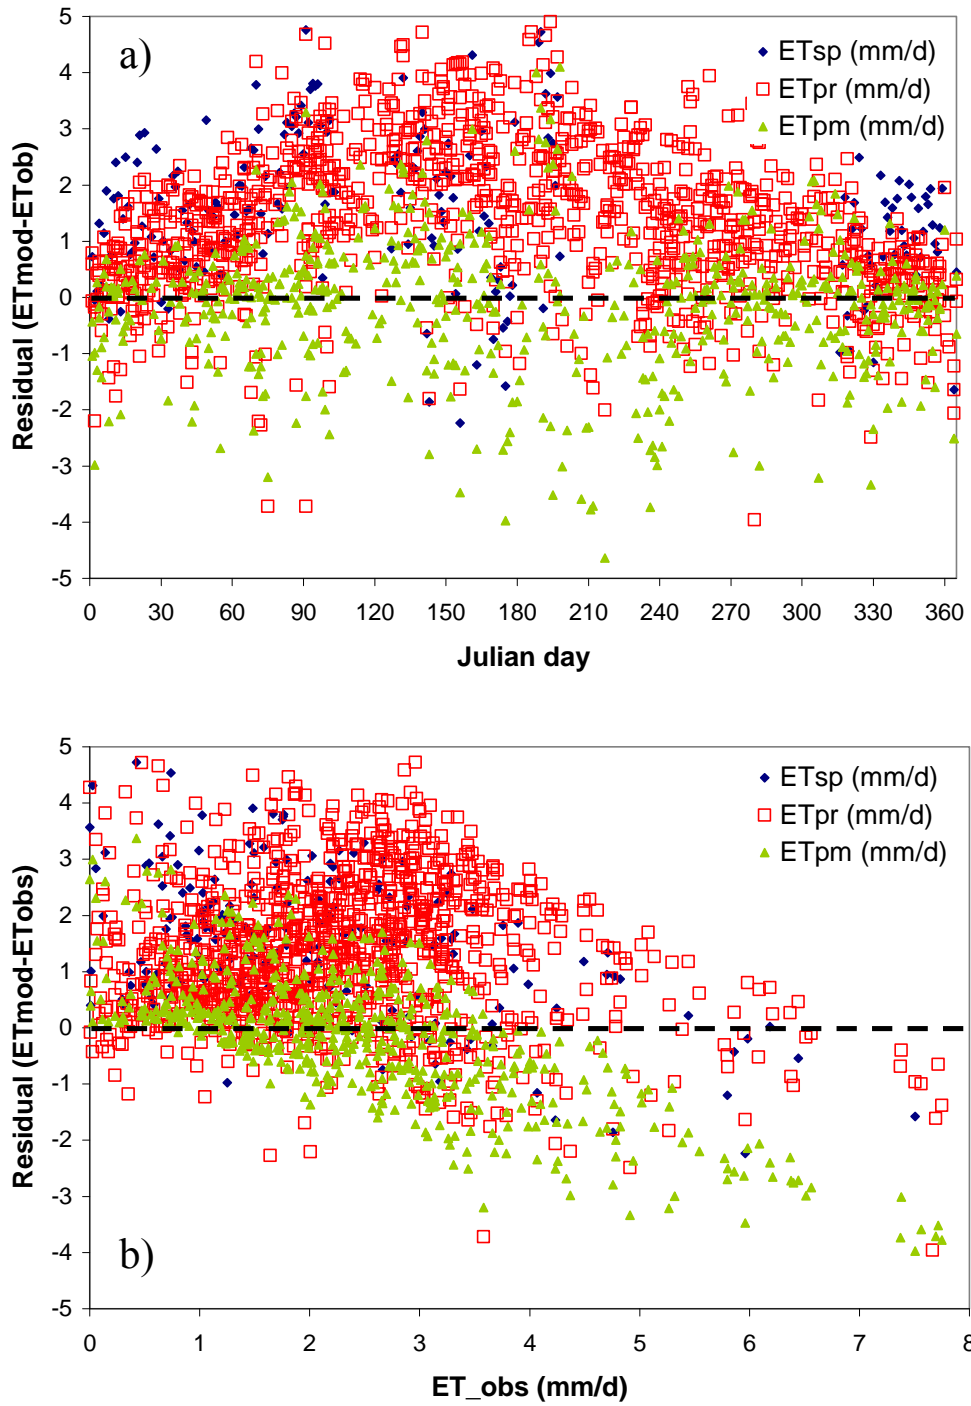 5
4
3
2
1
0
-1
-2
-3
-4
-5
Residual (ETmod-ETob)
a)
ETsp (mm/d)
ETpr (mm/d)
ETpm (mm/d)
0 30 60 90 120 150 180 210 240 270 300 330 360
Julian day
5
4
3
2
1
0
-1
-2
-3
-4
-5
Residual (ETmod-ETobs)
ETsp (mm/d)
ETpr (mm/d)
ETpm (mm/d)
b)
0 1 2 3 4 5 6 7 8
ET_obs (mm/d)